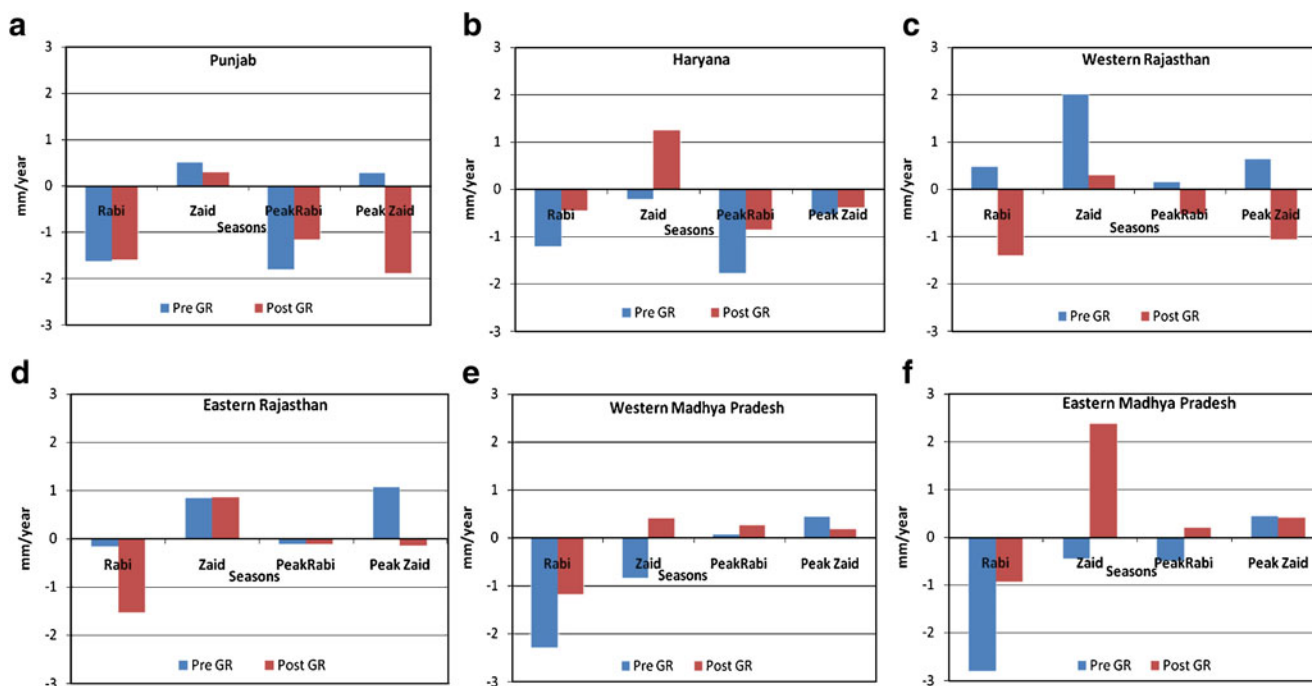 a
Punjab
3
2
1
0
-1
-2
-3
mm/year
Rabi Zaid PeakRabi Peak Zaid
Seasons
Pre GR Post GR
b
Haryana
3
2
1
0
-1
-2
-3
mm/year
Rabi Zaid PeakRabi Peak Zaid
Seasons
Pre GR Post GR
c
Western Rajasthan
3
2
1
0
-1
-2
-3
mm/year
Rabi Zaid PeakRabi Peak Zaid
Seasons
Pre GR Post GR
d
Eastern Rajasthan
3
2
1
0
-1
-2
-3
mm/year
Rabi Zaid PeakRabi Peak Zaid
Seasons
Pre GR Post GR
e
Western Madhya Pradesh
3
2
1
0
-1
-2
-3
mm/year
Rabi Zaid PeakRabi Peak Zaid
Seasons
Pre GR Post GR
f
Eastern Madhya Pradesh
3
2
1
0
-1
-2
-3
mm/year
Rabi Zaid PeakRabi Peak Zaid
Seasons
Pre GR Post GR